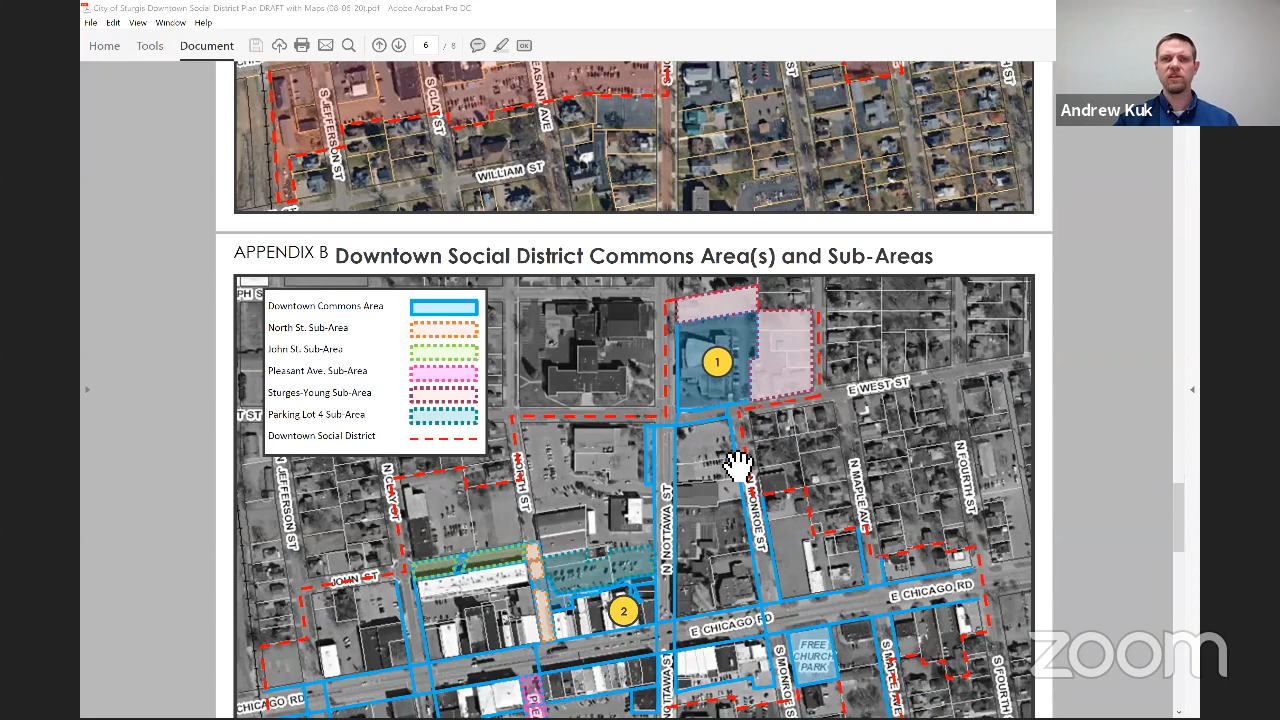 City of Sturgis Downtown Social District Plan DRAFT with Maps (08-06-20).pdf - Adobe Acrobat Pro DC
File Edit View Window Help
Home Tools Document 6 / 8
Andrew Kuk
S JEFFERSON ST
S CLAY ST
EASANT AVE
WILLIAM ST
APPENDIX B Downtown Social District Commons Area(s) and Sub-Areas
PH S
Downtown Commons Area
North St. Sub-Area
John St. Sub-Area
Pleasant Ave. Sub-Area
Sturges-Young Sub-Area
Parking Lot 4 Sub-Area
Downtown Social District
1
E WEST ST
T ST
N JEFFERSON ST
N CLAY ST
NORTH ST
N NOTTAWA ST
MONROE ST
N MAPLE AVE
N FOURTH ST
JOHN ST
2
E CHICAGO RD
E CHICAGO RD
FREE
CHURCH
PARK
CHICAGO RD
NOTTAWA ST
S MONROE S
S MAPLE AVE
S FOURTH S
zoom